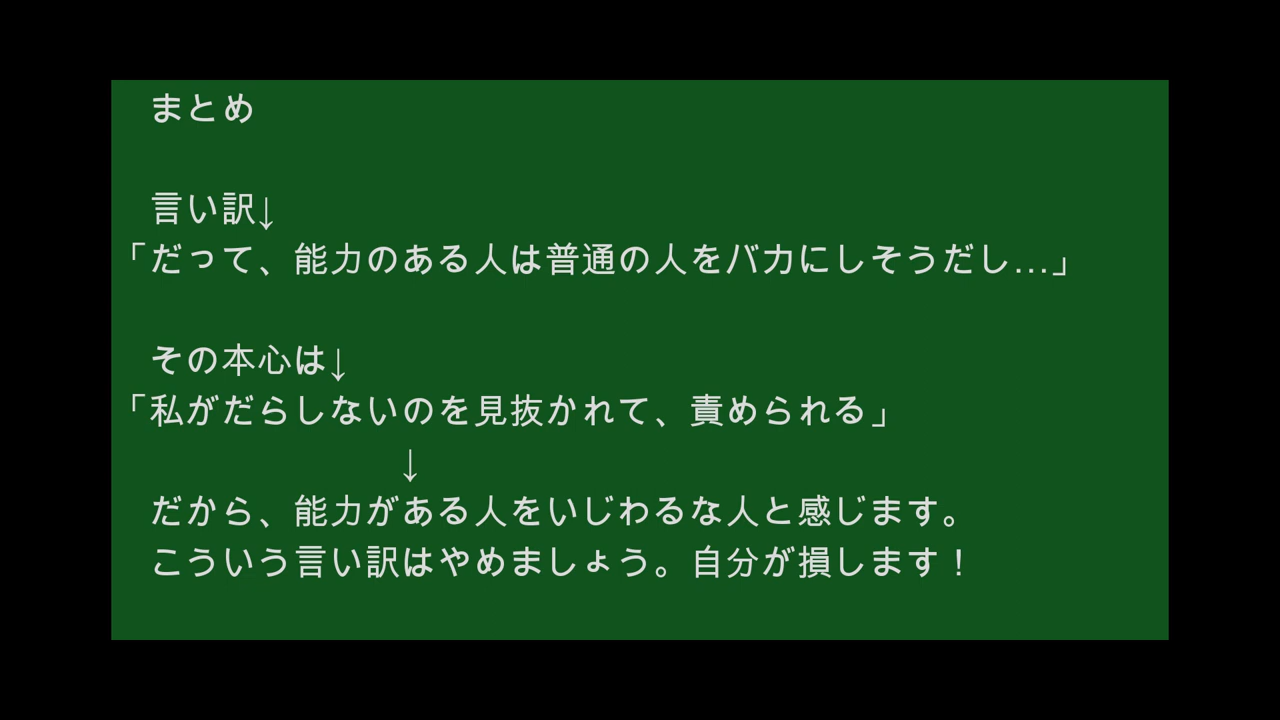 まとめ
言い訳↓
「だって、能力のある人は普通の人をバカにしそうだし…」
その本心は↓
「私がだらしないのを見抜かれて、責められる」
↓
だから、能力がある人をいじわるな人と感じます。
こういう言い訳はやめましょう。自分が損します！